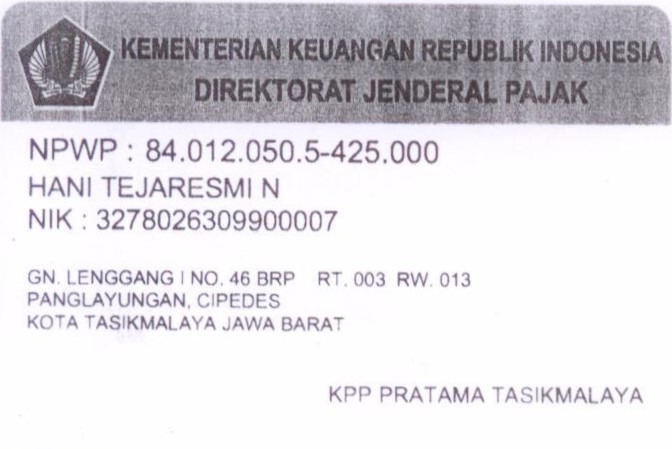 KEMENTERIAN KEUANGAN REPUBLIK INDONESIA
DIREKTORAT JENDERAL PAJAK
NPWP : 84.012.050.5-425.000
HANI TEJARESMI N
NIK : 3278026309900007
GN. LENGGANG I NO. 46 BRP RT. 003 RW. 013
PANGLAYUNGAN, CIPEDES
KOTA TASIKMALAYA JAWA BARAT
KPP PRATAMA TASIKMALAYA